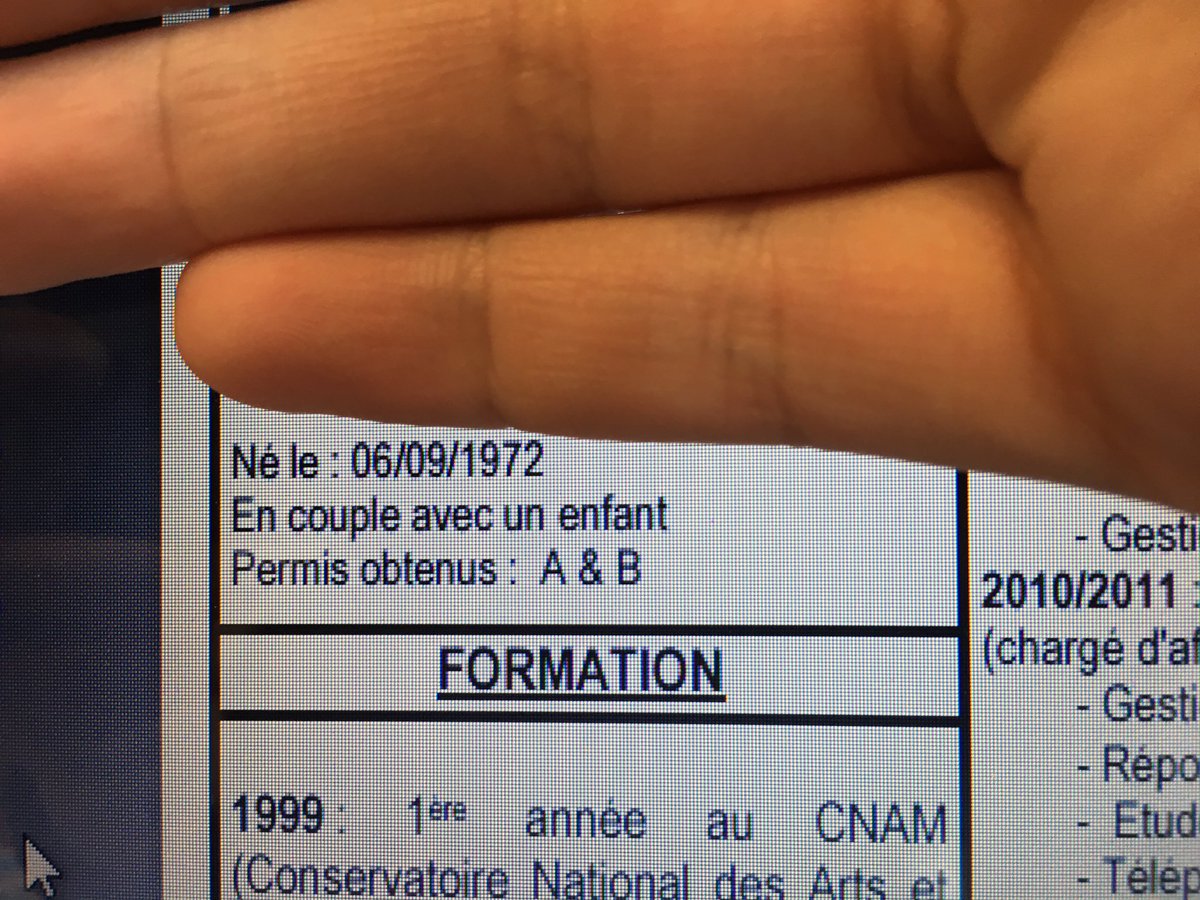 Né le : 06/09/1972
En couple avec un enfant
Permis obtenus : A & B
FORMATION
1999 : 1ère année au CNAM
(Conservatoire National des Arts et
- Gesti
2010/2011 :
(chargé d'af
- Gesti
- Répo
- Etud
- Télép